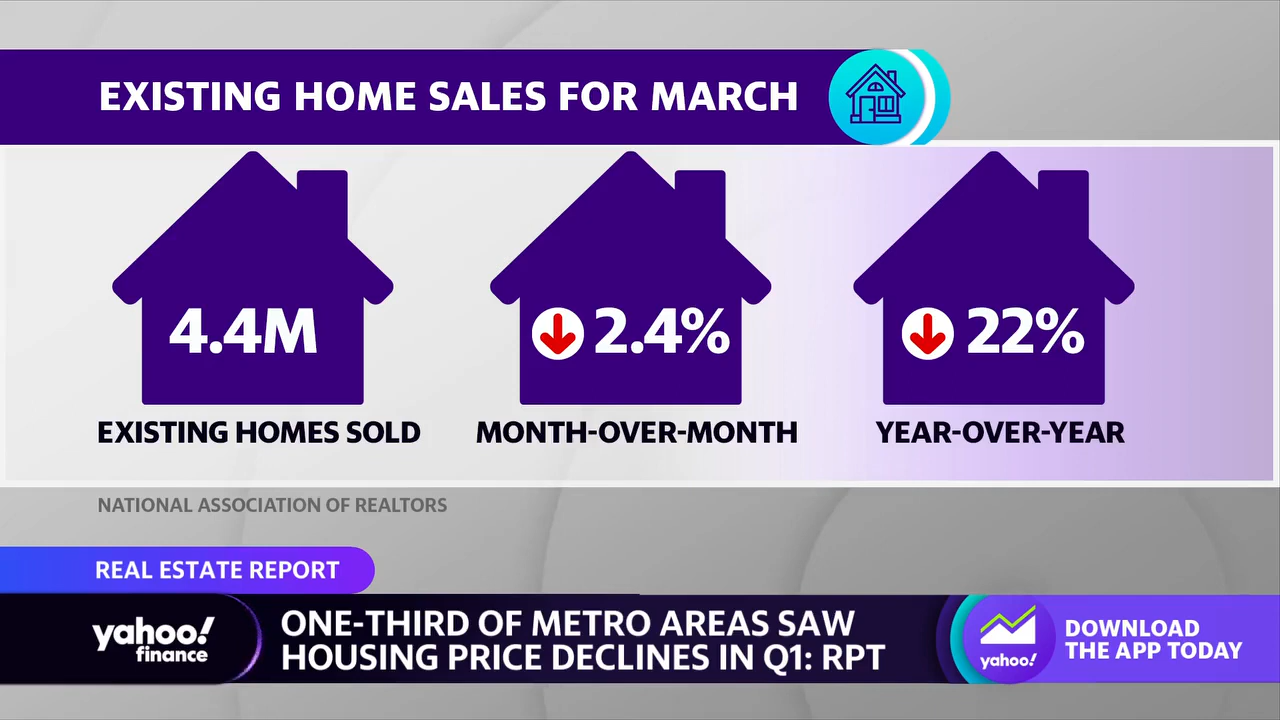 EXISTING HOME SALES FOR MARCH
4.4M
2.4%
22%
EXISTING HOMES SOLD
MONTH-OVER-MONTH
YEAR-OVER-YEAR
NATIONAL ASSOCIATION OF REALTORS
REAL ESTATE REPORT
yahoo!
finance
ONE-THIRD OF METRO AREAS SAW
HOUSING PRICE DECLINES IN Q1: RPT
yahoo!
DOWNLOAD
THE APP TODAY